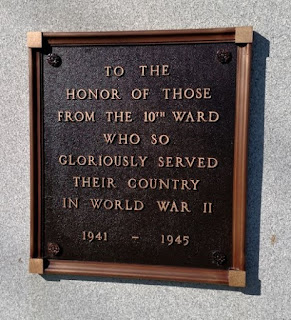 TO THE
HONOR OF THOSE
FROM THE 10TH WARD
WHO SO
GLORIOUSLY SERVED
THEIR COUNTRY
IN WORLD WAR II
1941 – 1945